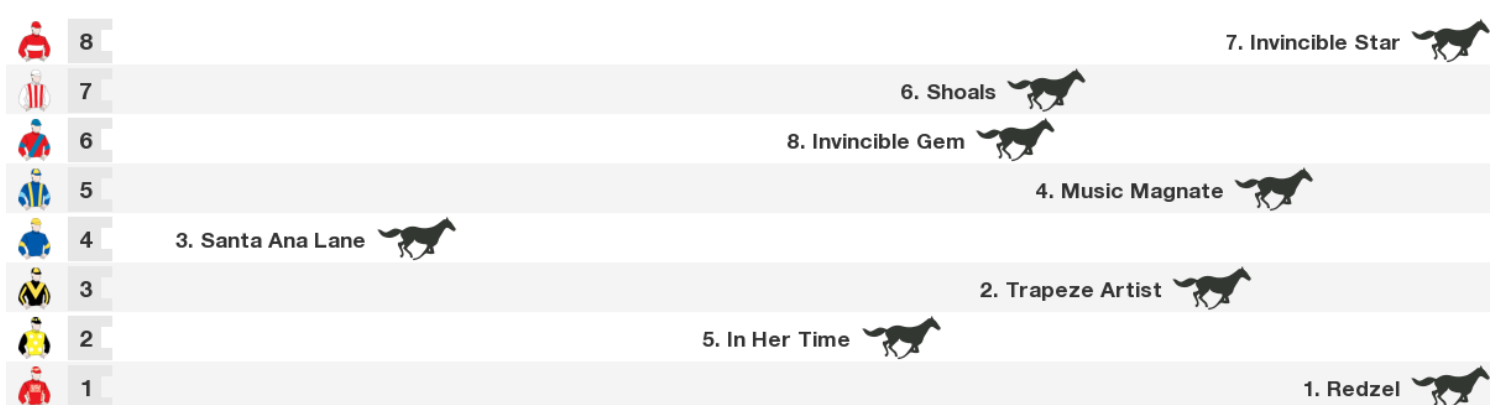 8 7. Invincible Star
7 6. Shoals
6 8. Invincible Gem
5 4. Music Magnate
4 3. Santa Ana Lane
3 2. Trapeze Artist
2 5. In Her Time
1 1. Redzel